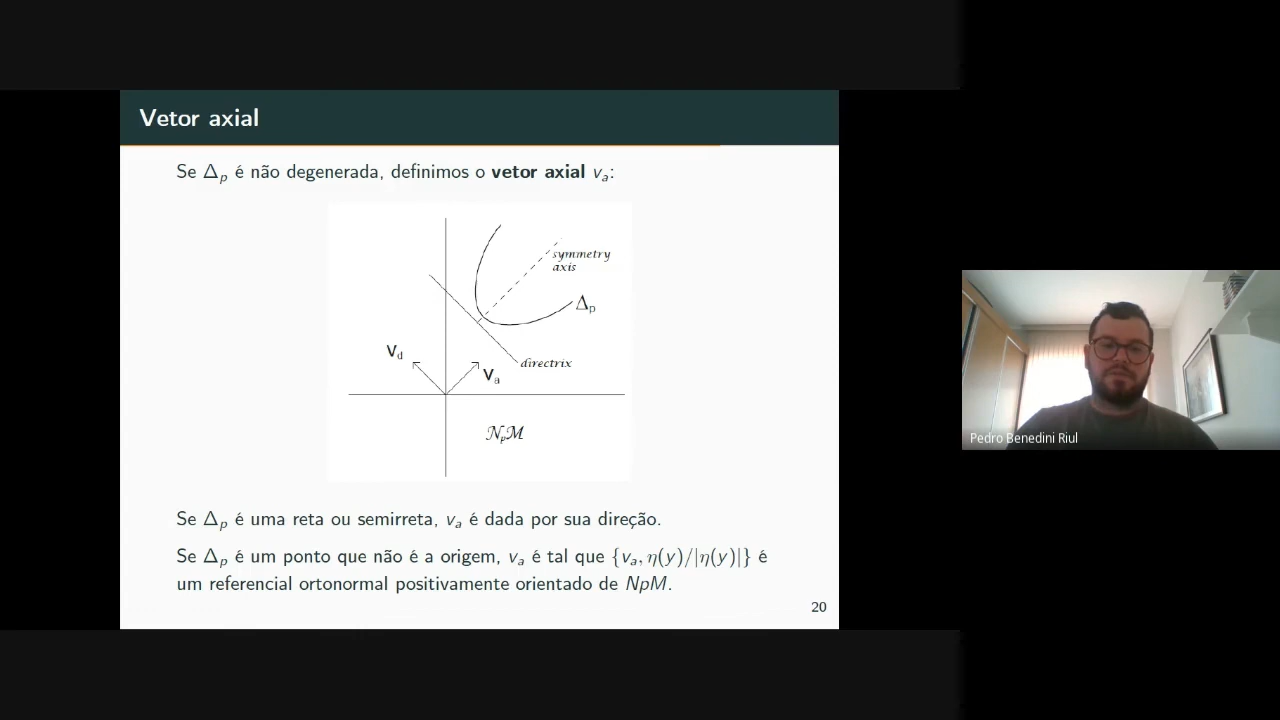 Vetor axial
Se Δp é não degenerada, definimos o vetor axial va:
symmetry
axis
Δp
vd
va
directrix
NpM
Se Δp é uma reta ou semirreta, va é dada por sua direção.
Se Δp é um ponto que não é a origem, va é tal que {va, η(y)/|η(y)|} é
um referencial ortonormal positivamente orientado de NpM.
20
Pedro Benedini Riul